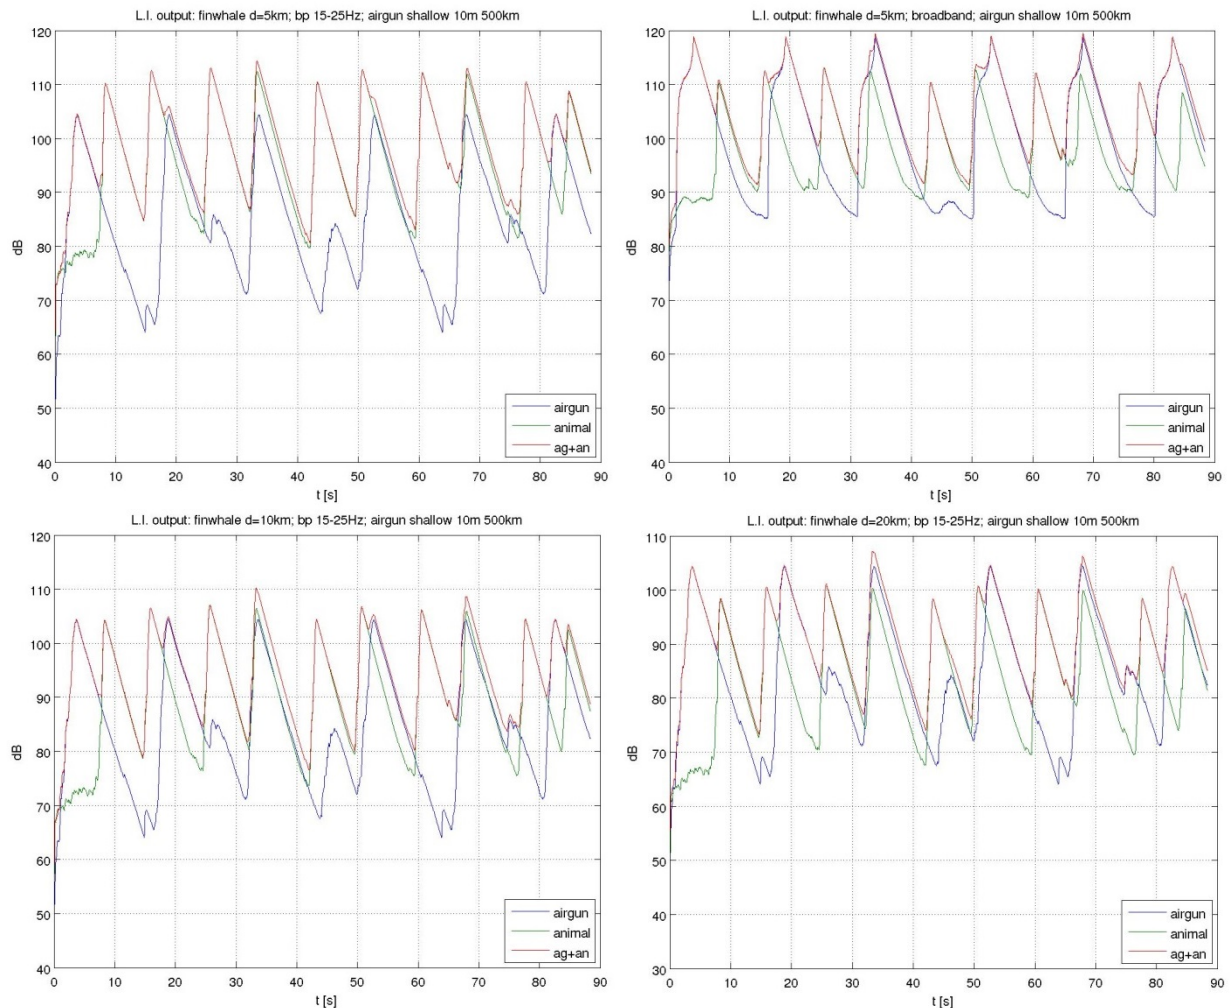 L.I. output: finwhale d=5km; bp 15-25Hz; airgun shallow 10m 500km
120
110
100
90
80
70
60
50
40
dB
0 10 20 30 40 50 60 70 80 90
t [s]
airgun
animal
ag+an
L.I. output: finwhale d=5km; broadband; airgun shallow 10m 500km
120
110
100
90
80
70
60
50
40
dB
0 10 20 30 40 50 60 70 80 90
t [s]
airgun
animal
ag+an
L.I. output: finwhale d=10km; bp 15-25Hz; airgun shallow 10m 500km
120
110
100
90
80
70
60
50
40
dB
0 10 20 30 40 50 60 70 80 90
t [s]
airgun
animal
ag+an
L.I. output: finwhale d=20km; bp 15-25Hz; airgun shallow 10m 500km
110
100
90
80
70
60
50
40
30
dB
0 10 20 30 40 50 60 70 80 90
t [s]
airgun
animal
ag+an